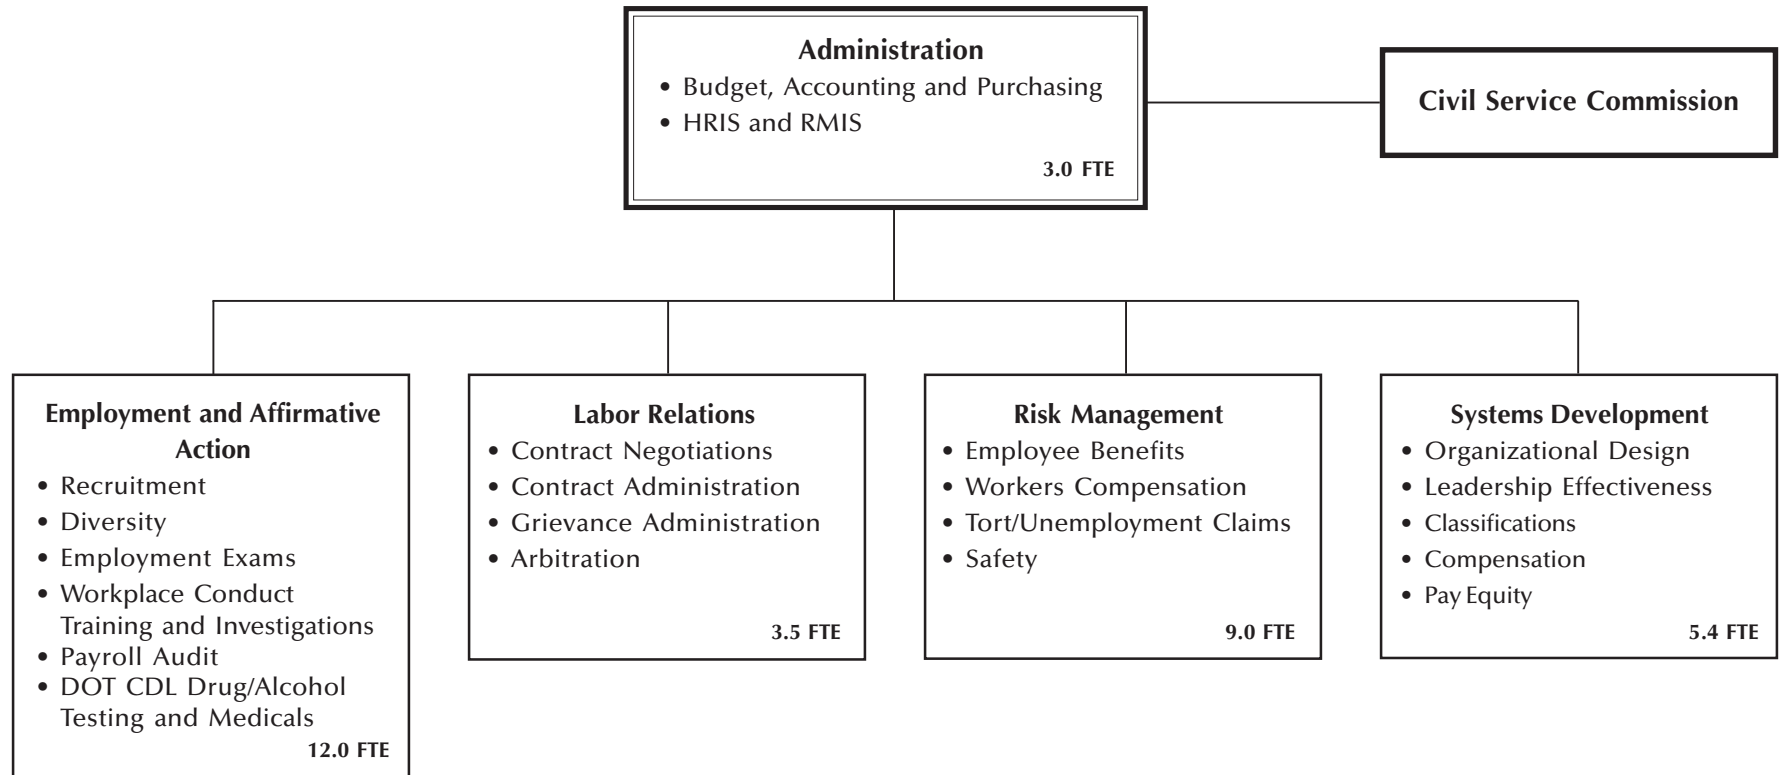 Administration
• Budget, Accounting and Purchasing
• HRIS and RMIS
3.0 FTE
Civil Service Commission
Employment and Affirmative
Action
• Recruitment
• Diversity
• Employment Exams
• Workplace Conduct
Training and Investigations
• Payroll Audit
• DOT CDL Drug/Alcohol
Testing and Medicals
12.0 FTE
Labor Relations
• Contract Negotiations
• Contract Administration
• Grievance Administration
• Arbitration
3.5 FTE
Risk Management
• Employee Benefits
• Workers Compensation
• Tort/Unemployment Claims
• Safety
9.0 FTE
Systems Development
• Organizational Design
• Leadership Effectiveness
• Classifications
• Compensation
• Pay Equity
5.4 FTE